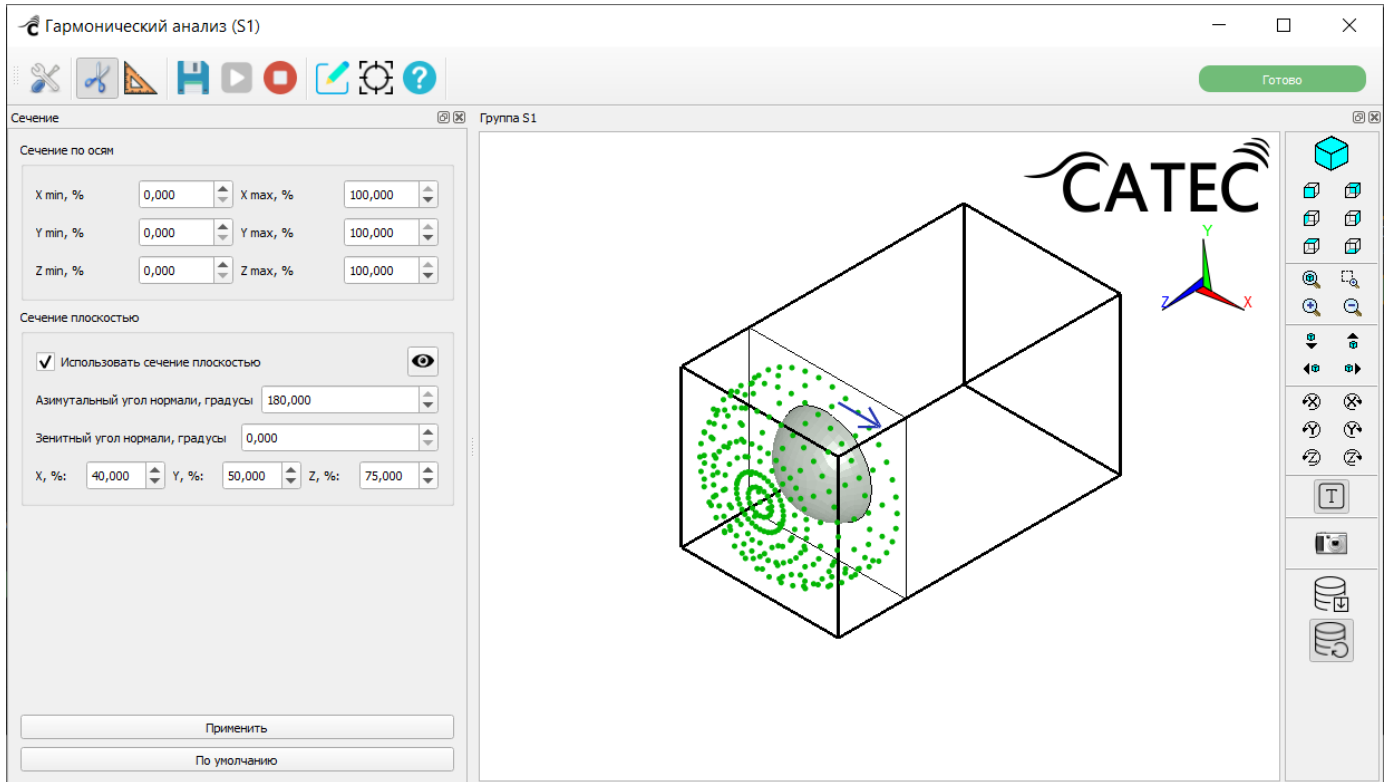 Гармонический анализ (S1)
Готово
Сечение
Группа S1
Сечение по осям
X min, % 0,000 X max, % 100,000
Y min, % 0,000 Y max, % 100,000
Z min, % 0,000 Z max, % 100,000
Сечение плоскостью
Использовать сечение плоскостью
Азимутальный угол нормали, градусы 180,000
Зенитный угол нормали, градусы 0,000
X, %: 40,000 Y, %: 50,000 Z, %: 75,000
Применить
По умолчанию
САТЕС
Y
Z
X
X X
Y Y
Z Z
T